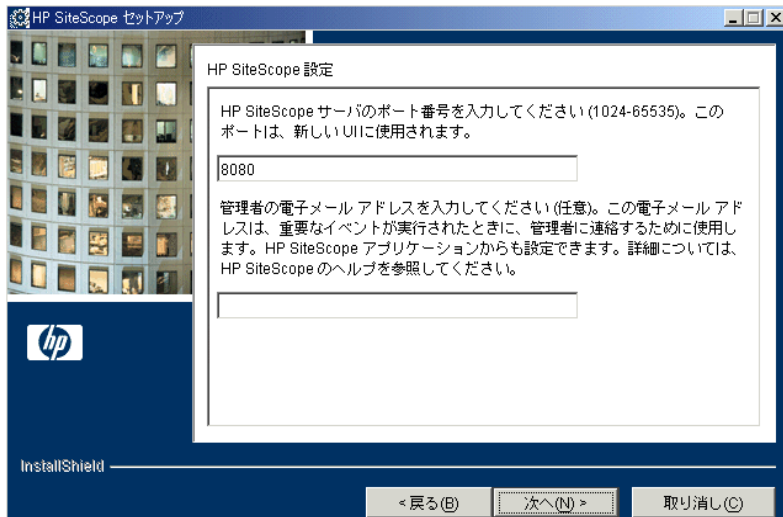 HP SiteScope セットアップ
HP SiteScope 設定
HP SiteScope サーバのポート番号を入力してください (1024-65535)。この
ポートは、新しい UIに使用されます。
8080
管理者の電子メール アドレスを入力してください (任意)。この電子メール アド
レスは、重要なイベントが実行されたときに、管理者に連絡するために使用し
ます。HP SiteScope アプリケーションからも設定できます。詳細については、
HP SiteScope のヘルプを参照してください。
hp
InstallShield
<戻る(B)
次へ(N) >
取り消し(C)